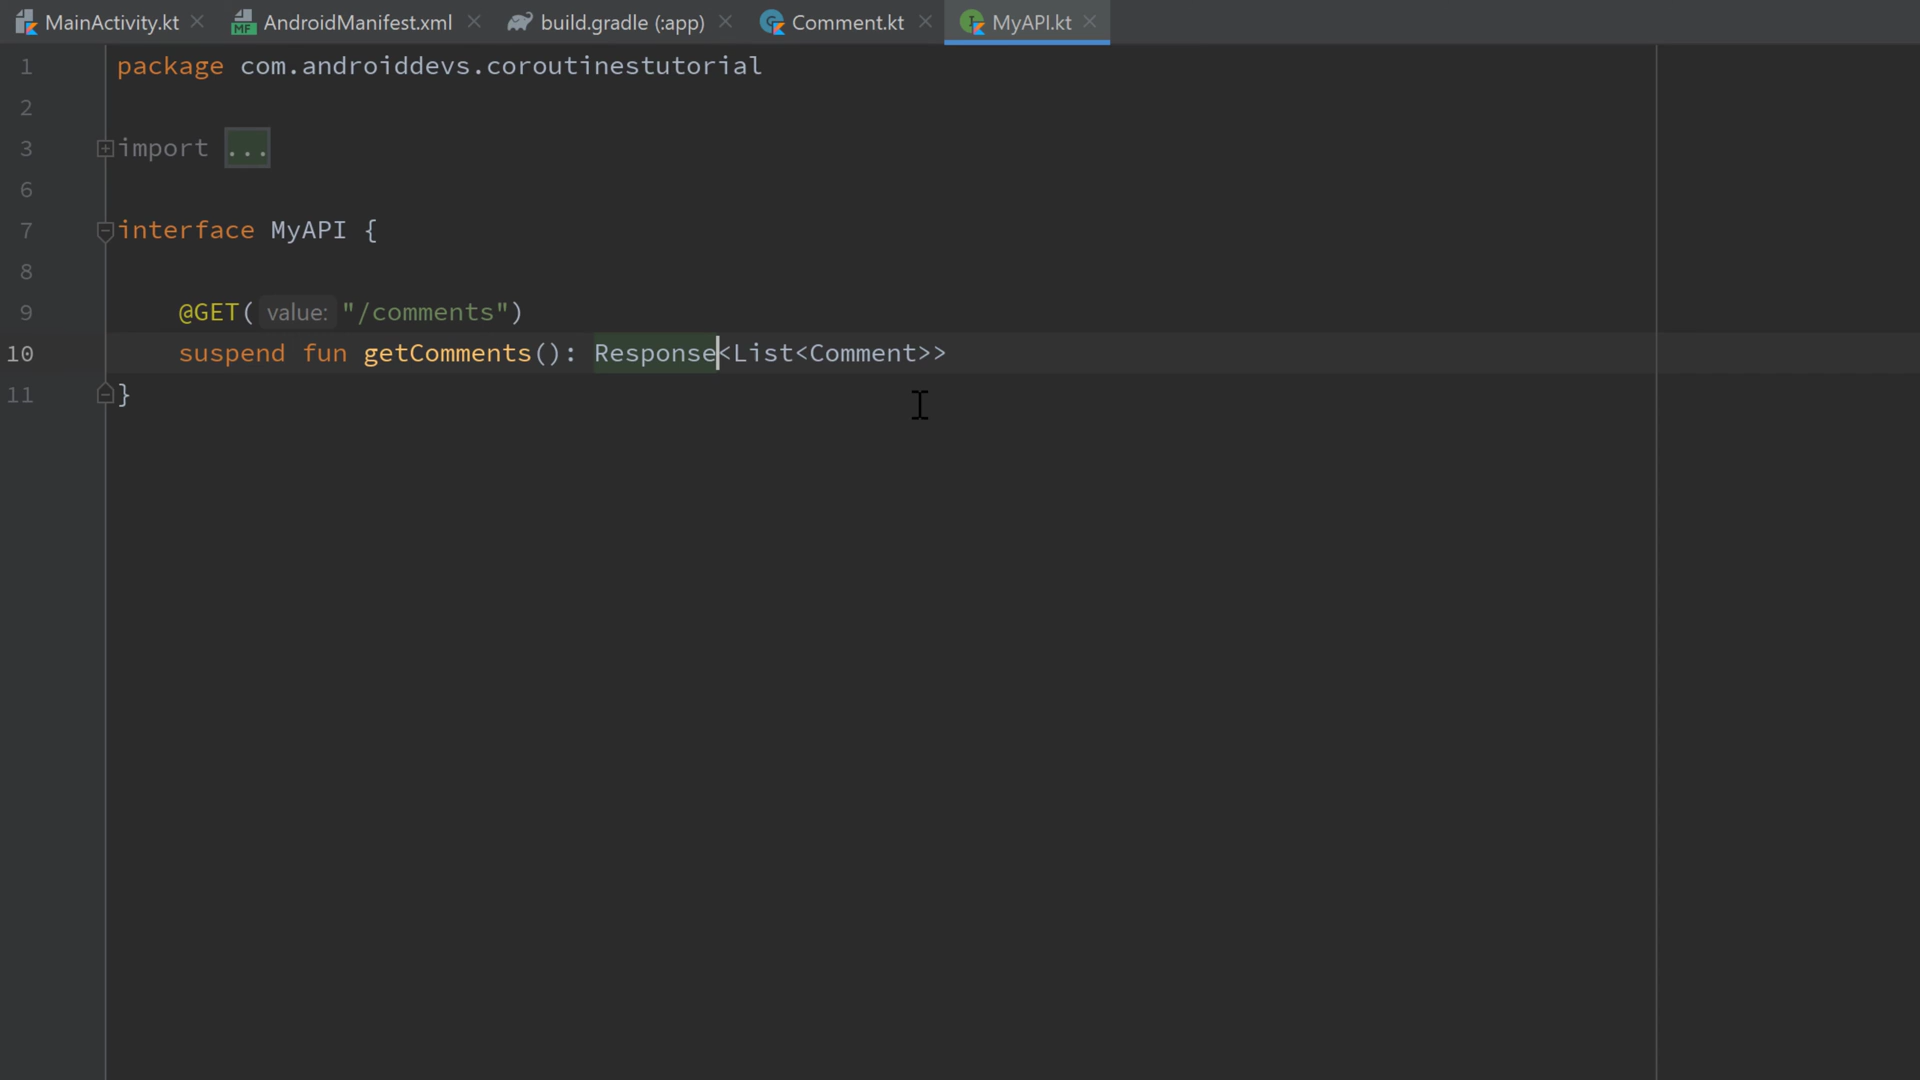 MainActivity.kt AndroidManifest.xml build.gradle (:app) Comment.kt MyAPI.kt
1 package com.androiddevs.coroutinestutorial
2
3 import ...
6
7 interface MyAPI {
8
9 @GET( value: "/comments")
10 suspend fun getComments(): Response<List<Comment>>
11 }